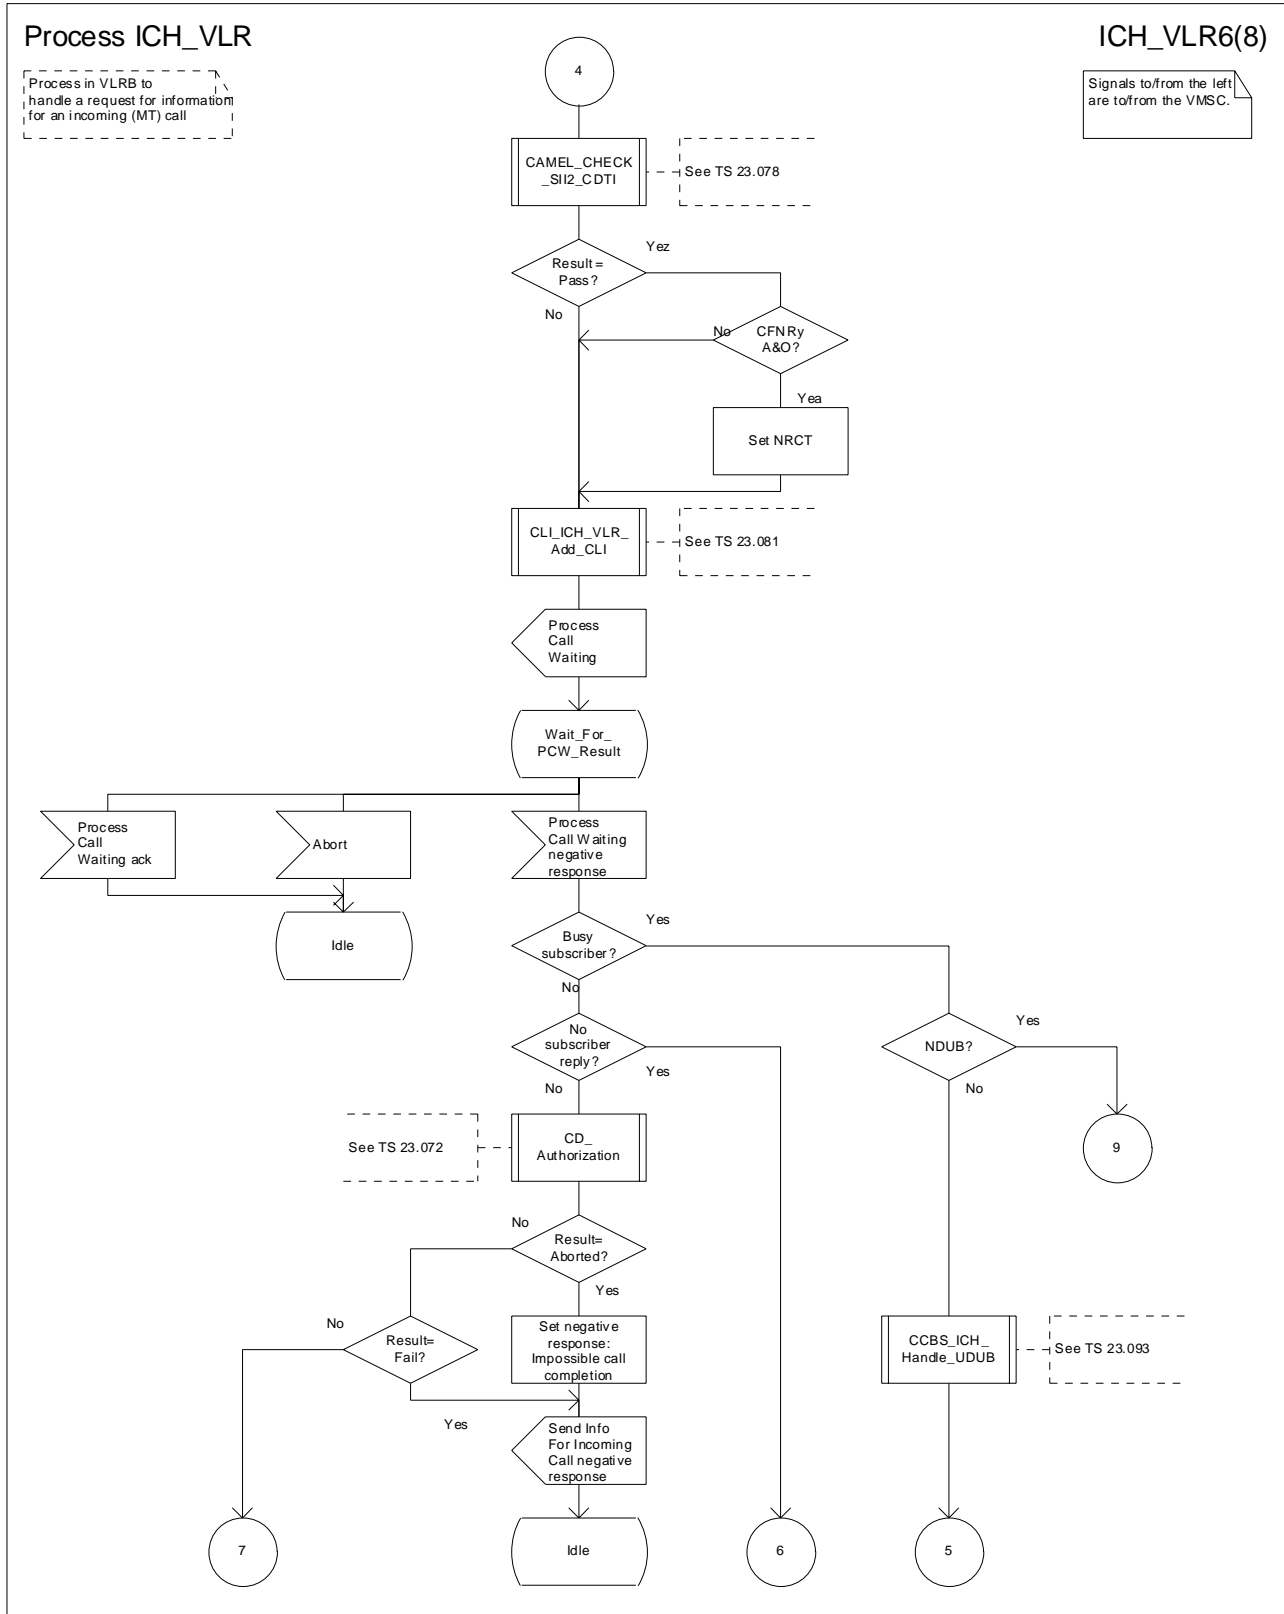 Process ICH_VLR
ICH_VLR6(8)
Process in VLRB to
handle a request for information
for an incoming (MT) call
Signals to/from the left
are to/from the VMSC.
4
CAMEL_CHECK
_SII2_CDTI
See TS 23.078
Result =
Pass?
Yez
No
CFNRy
A&O?
No
Yea
Set NRCT
CLI_ICH_VLR_
Add_CLI
See TS 23.081
Process
Call
Waiting
Wait_For_
PCW_Result
Process
Call
Waiting ack
Abort
Process
Call Waiting
negative
response
Idle
Busy
subscriber?
Yes
No
No
subscriber
reply?
Yes
No
NDUB?
Yes
No
9
See TS 23.072
CD_
Authorization
Result=
Aborted?
No
Yes
Result=
Fail?
No
Yes
Set negative
response:
Impossible call
completion
CCBS_ICH_
Handle_UDUB
See TS 23.093
Send Info
For Incoming
Call negative
response
7
Idle
6
5